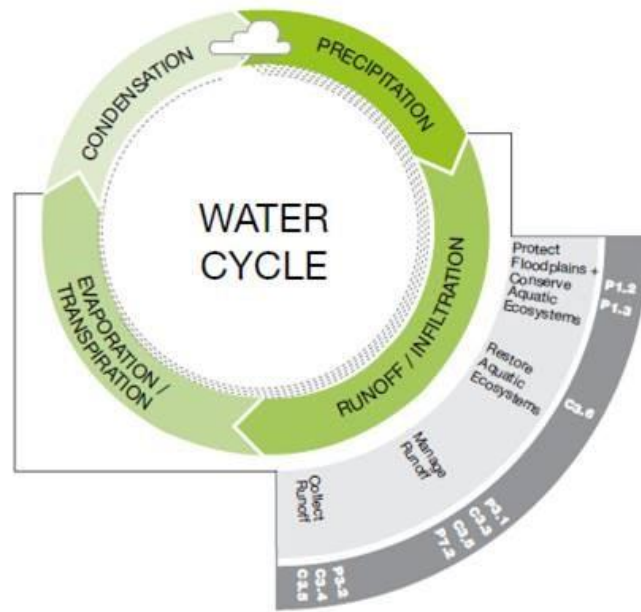 CONDENSATION
PRECIPITATION
WATER
CYCLE
EVAPORATION /
TRANSPIRATION
RUNOFF / INFILTRATION
Protect
Floodplains +
Conserve
Aquatic
Ecosystems
P1.2
P1.3
Restore
Aquatic
Ecosystems
C3.6
Manage
Runoff
P3.1
C3.3
C3.5
P7.2
Collect
Runoff
P3.2
C3.4
C3.5